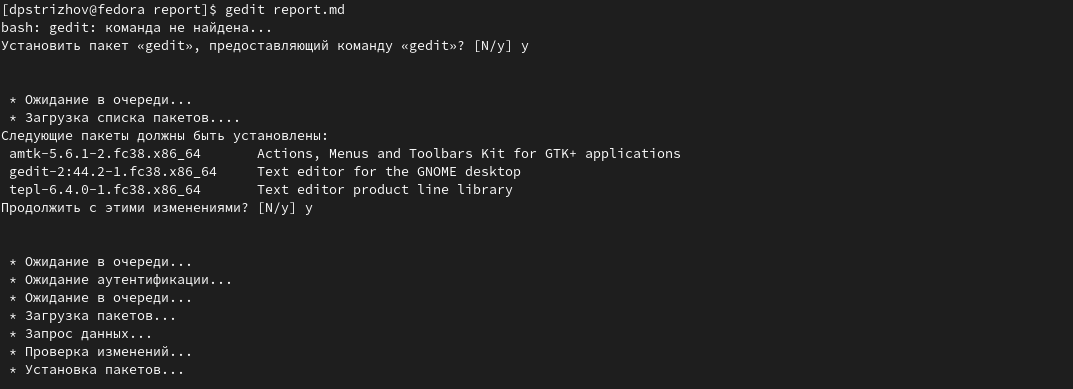 [dpstrizhov@fedora report]$ gedit report.md
bash: gedit: команда не найдена...
Установить пакет «gedit», предоставляющий команду «gedit»? [N/y] y
* Ожидание в очереди...
* Загрузка списка пакетов....
Следующие пакеты должны быть установлены:
amtk-5.6.1-2.fc38.x86_64 Actions, Menus and Toolbars Kit for GTK+ applications
gedit-2:44.2-1.fc38.x86_64 Text editor for the GNOME desktop
tepl-6.4.0-1.fc38.x86_64 Text editor product line library
Продолжить с этими изменениями? [N/y] y
* Ожидание в очереди...
* Ожидание аутентификации...
* Ожидание в очереди...
* Загрузка пакетов...
* Запрос данных...
* Проверка изменений...
* Установка пакетов...